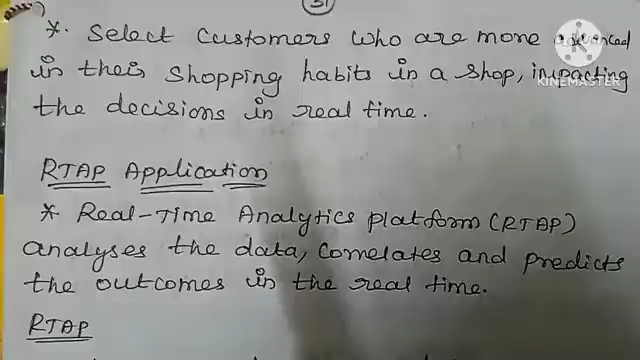 31
*. Select Customers who are more advanced
in their shopping habits in a shop, impacting
the decisions in real time.
RTAP Application
* Real-Time Analytics platform (RTAP)
analyses the data, correlates and predicts
the outcomes in the real time.
RTAP
KINEMASTER